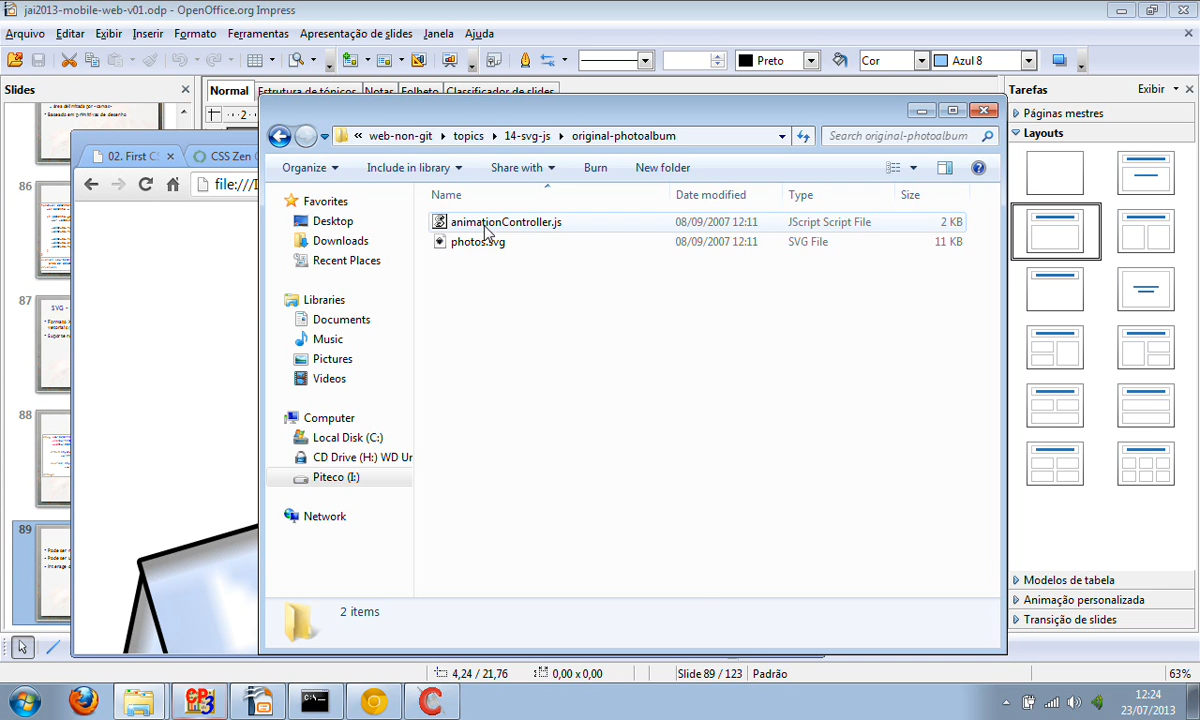 jai2013-mobile-web-v01.odp - OpenOffice.org Impress
Arquivo Editar Exibir Inserir Formato Ferramentas Apresentação de slides Janela Ajuda
Preto Cor Azul 8
Slides
Normal Estrutura de tópicos Notas Folheto Classificador de slides
Tarefas Exibir
Páginas mestres
Layouts
Modelos de tabela
Animação personalizada
Transição de slides
86
87
88
89
SVG -
02. First CS
CSS Zen
file:///I
web-non-git topics 14-svg-js original-photoalbum
Search original-photoalbum
Organize Include in library Share with Burn New folder
Name Date modified Type Size
animationController.js 08/09/2007 12:11 JScript Script File 2 KB
photos.svg 08/09/2007 12:11 SVG File 11 KB
Favorites
Desktop
Downloads
Recent Places
Libraries
Documents
Music
Pictures
Videos
Computer
Local Disk (C:)
CD Drive (H:) WD Un
Piteco (I:)
Network
2 items
4,24 / 21,76 0,00 x 0,00 Slide 89 / 123 Padrão 63%
12:24
23/07/2013